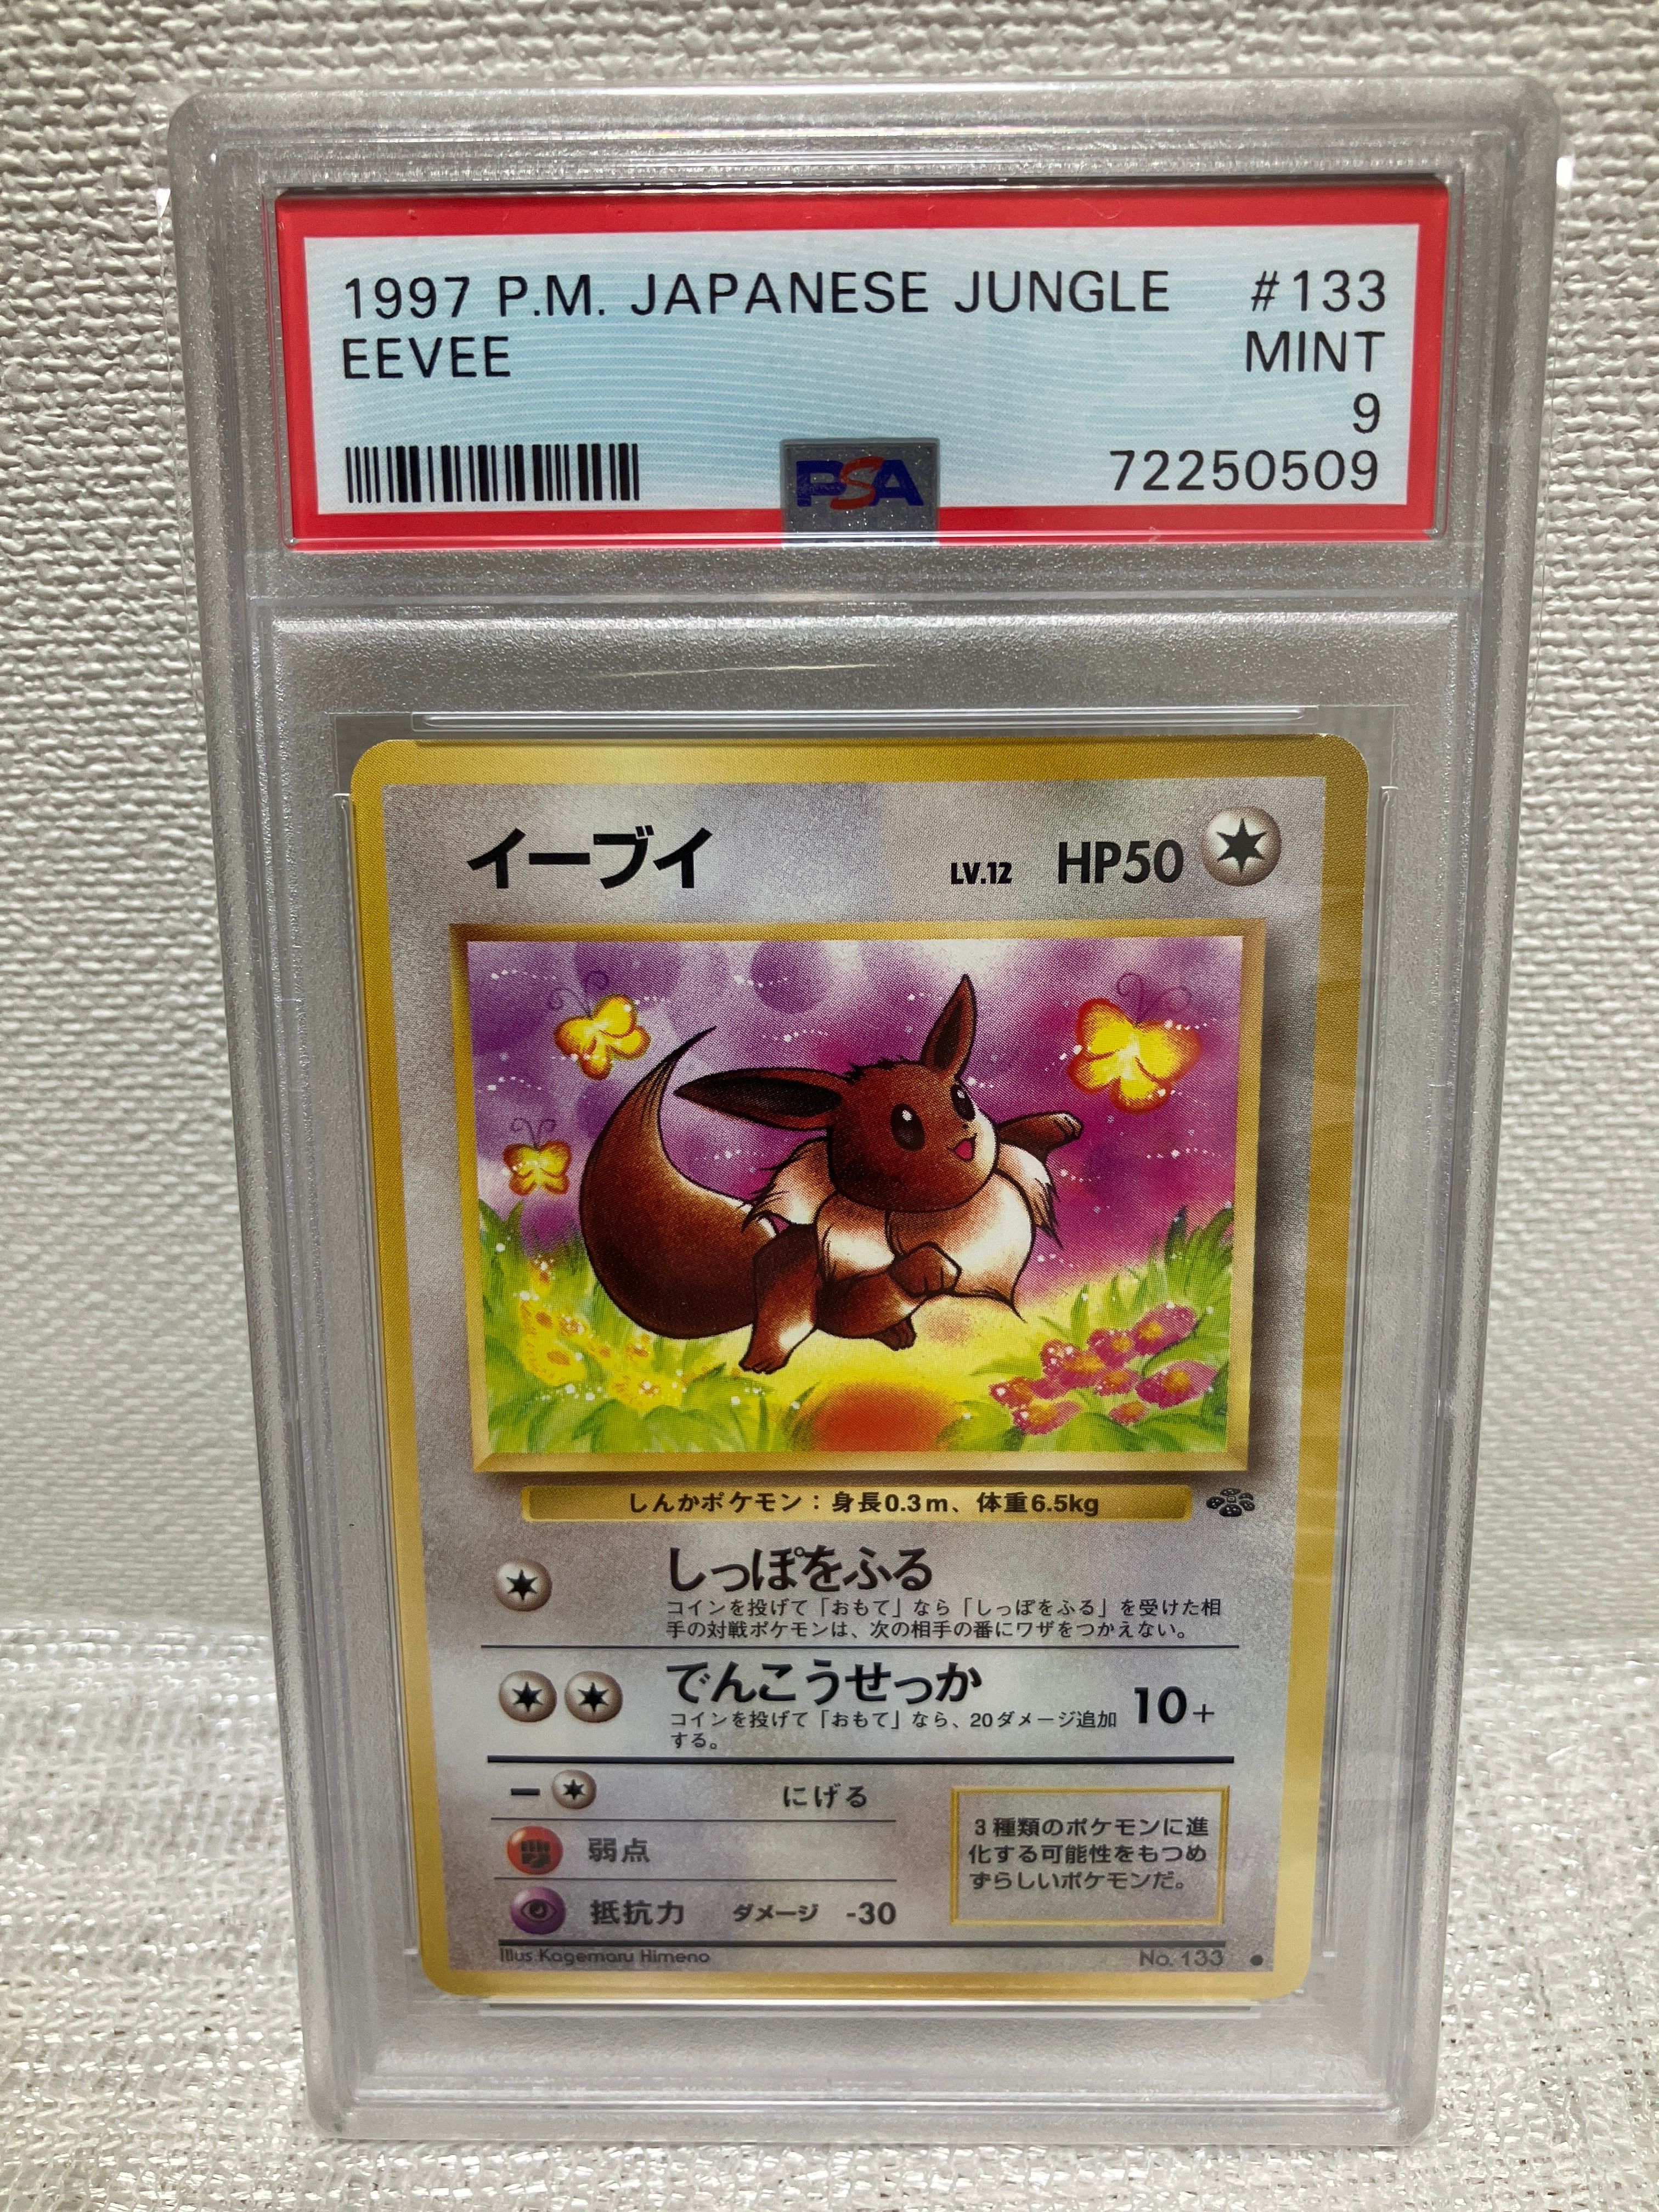 1997 P.M. JAPANESE JUNGLE #133
EEVEE MINT
9
PSA 72250509
イーブイ LV.12 HP50
しんかポケモン：身長0.3m、体重6.5kg
しっぽをふる
コインを投げて「おもて」なら「しっぽをふる」を受けた相
手の対戦ポケモンは、次の相手の番にワザをつかえない。
でんこうせっか 10+
コインを投げて「おもて」なら、20ダメージ追加
する。
にげる
弱点
抵抗力 ダメージ -30
3種類のポケモンに進
化する可能性をもつめ
ずらしいポケモンだ。
Illus. Kagemaru Himeno No. 133 ●